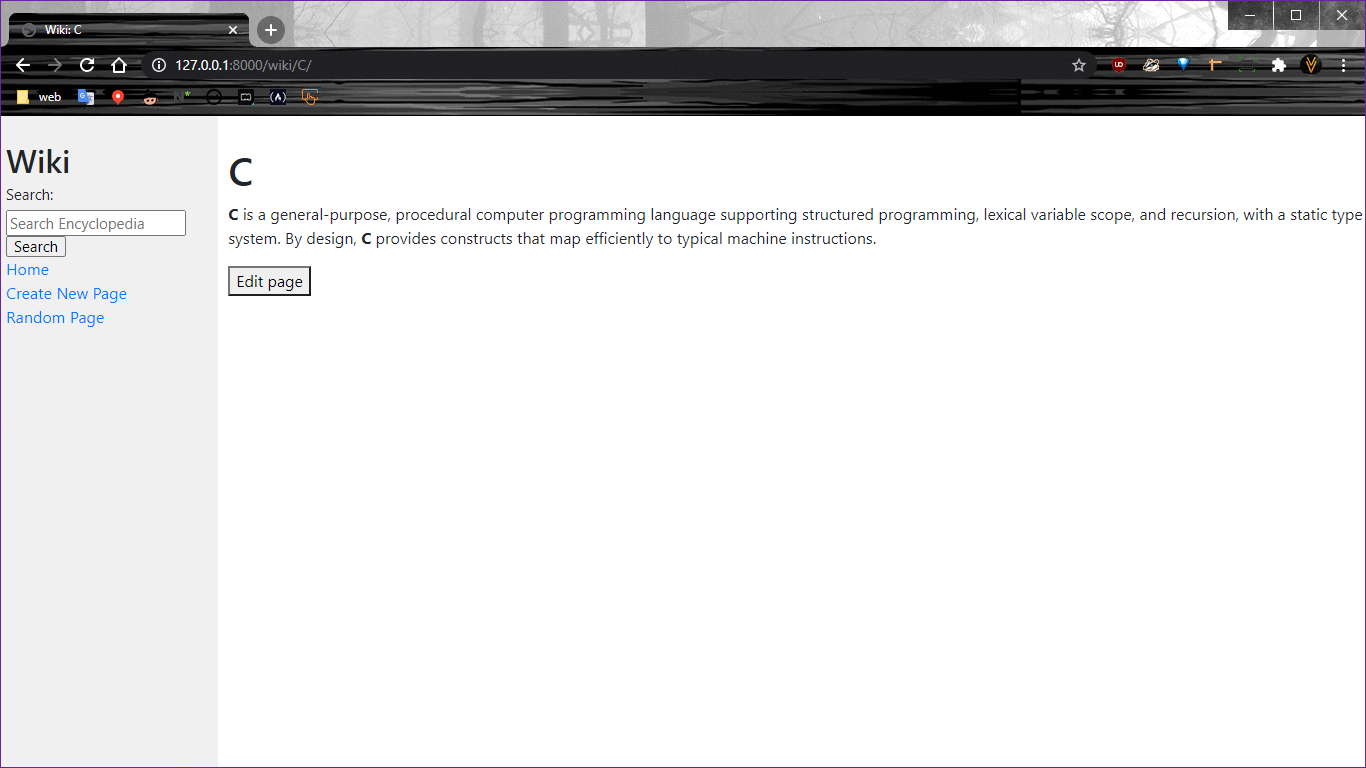 Wiki: C
127.0.0.1:8000/wiki/C/
web
Wiki
Search:
Search Encyclopedia
Search
Home
Create New Page
Random Page
C
C is a general-purpose, procedural computer programming language supporting structured programming, lexical variable scope, and recursion, with a static type
system. By design, C provides constructs that map efficiently to typical machine instructions.
Edit page